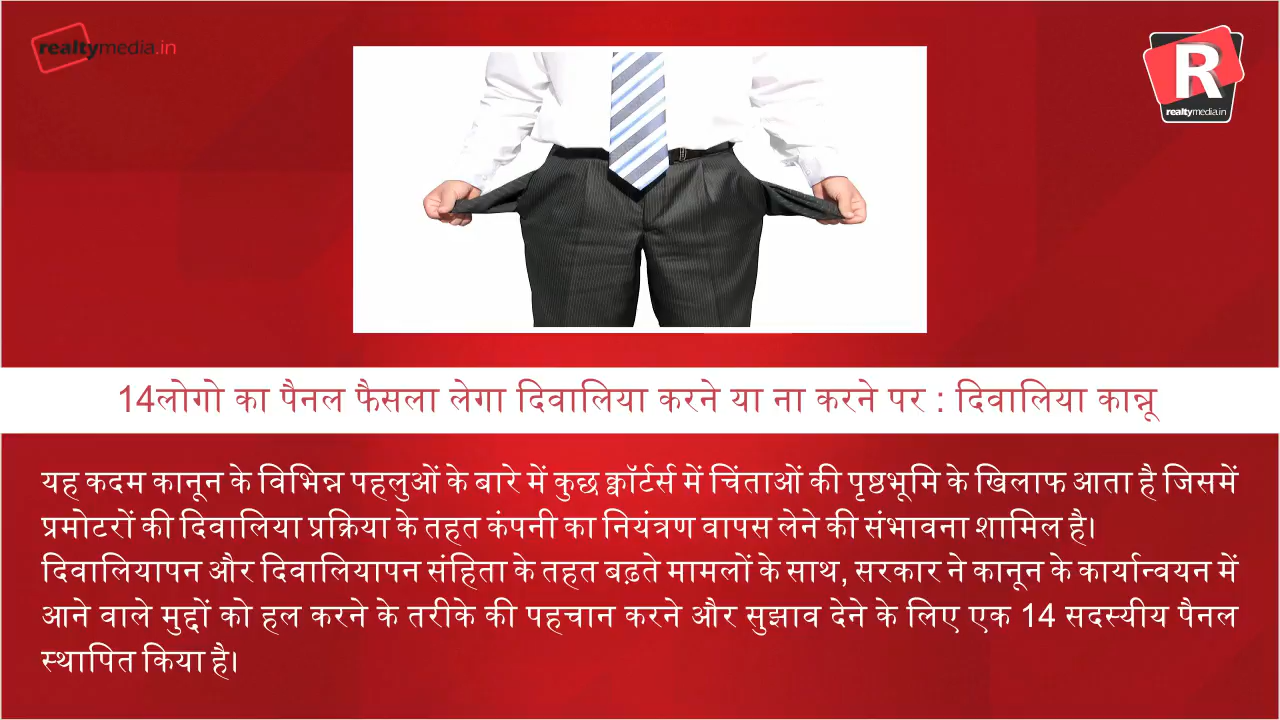 realtymedia.in
R
realtymedia.in
14लोगो का पैनल फैसला लेगा दिवालिया करने या ना करने पर : दिवालिया कान्नू
यह कदम कानून के विभिन्न पहलुओं के बारे में कुछ क्वॉर्टर्स में चिंताओं की पृष्ठभूमि के खिलाफ आता है जिसमें
प्रमोटरों की दिवालिया प्रक्रिया के तहत कंपनी का नियंत्रण वापस लेने की संभावना शामिल है।
दिवालियापन और दिवालियापन संहिता के तहत बढ़ते मामलों के साथ, सरकार ने कानून के कार्यान्वयन में
आने वाले मुद्दों को हल करने के तरीके की पहचान करने और सुझाव देने के लिए एक 14 सदस्यीय पैनल
स्थापित किया है।